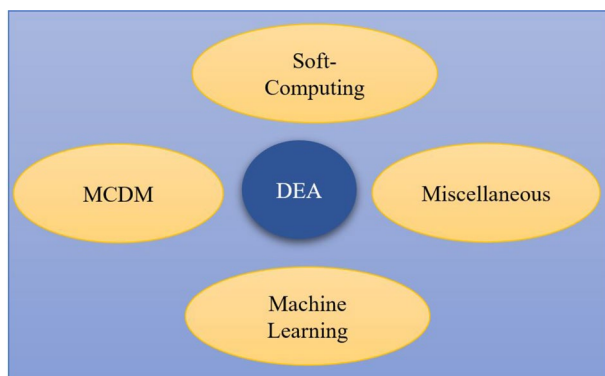 Soft-
Computing
MCDM
DEA
Miscellaneous
Machine
Learning